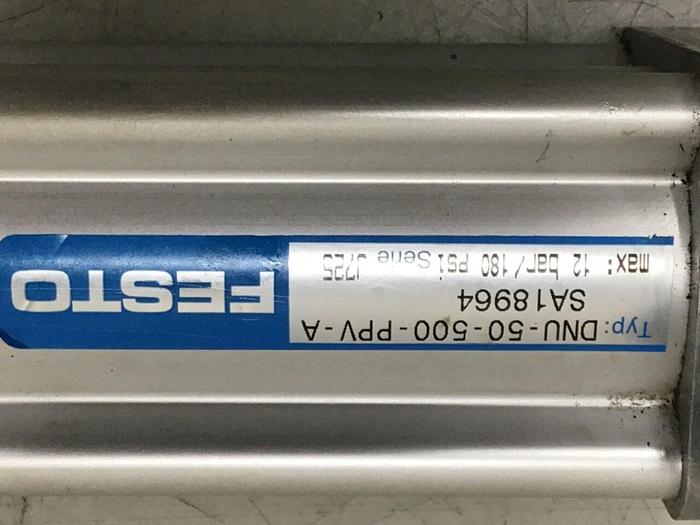 FESTO
Typ: DNU-50-500-PPV-A
SA18964
max: 12 bar/180 psi Serie J725